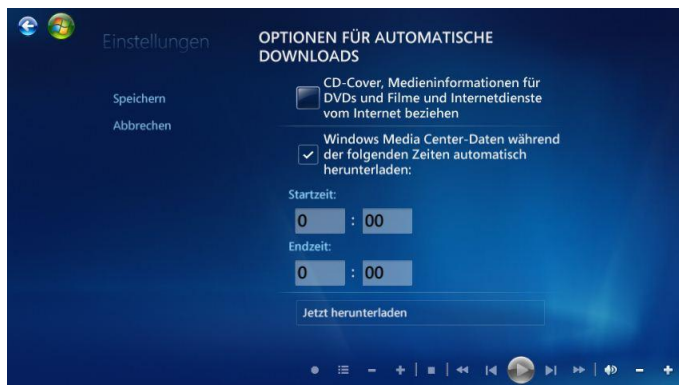 Einstellungen
OPTIONEN FÜR AUTOMATISCHE
DOWNLOADS
Speichern
Abbrechen
CD-Cover, Medieninformationen für
DVDs und Filme und Internetdienste
vom Internet beziehen
Windows Media Center-Daten während
der folgenden Zeiten automatisch
herunterladen:
Startzeit:
0 : 00
Endzeit:
0 : 00
Jetzt herunterladen